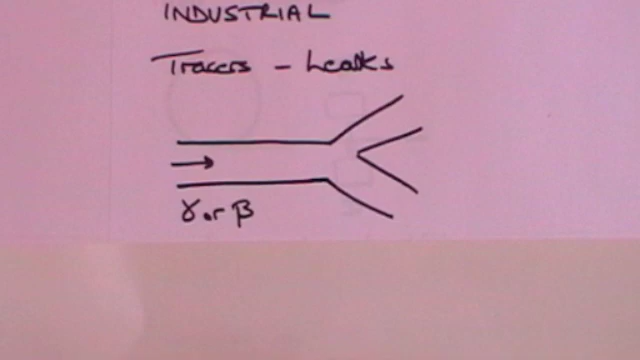 INDUSTRIAL
Tracers - Leaks
γ or β